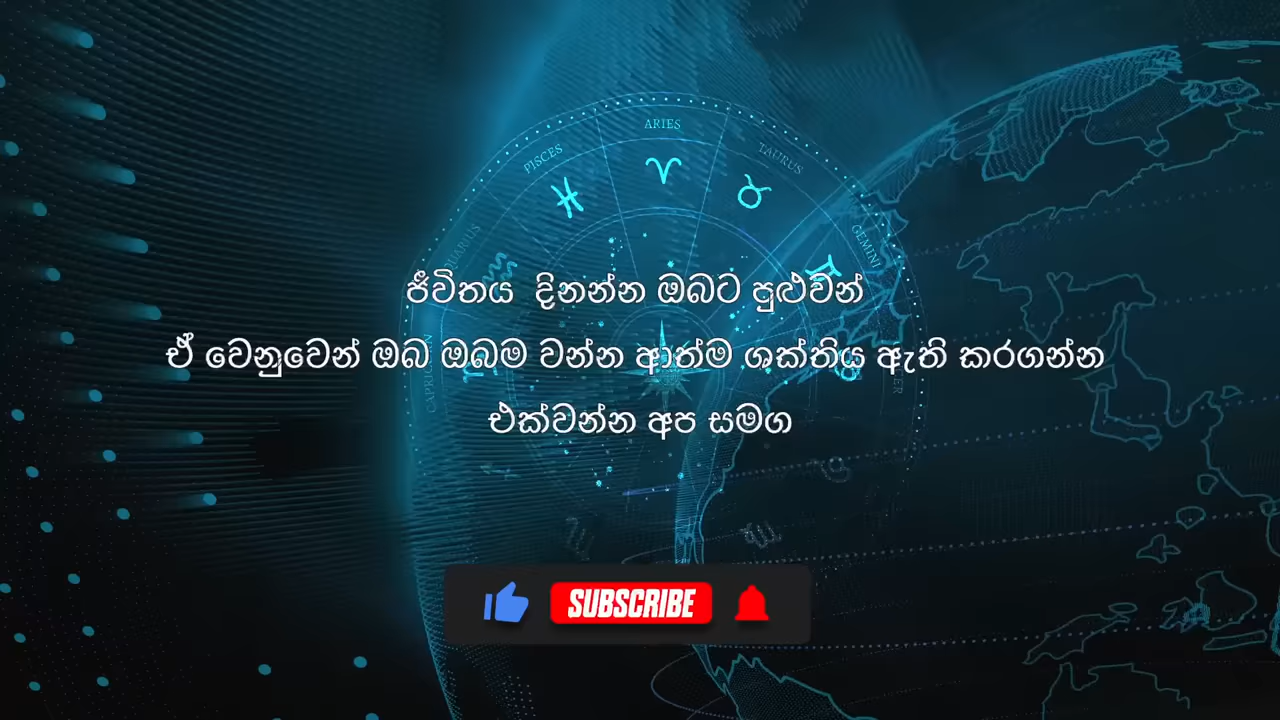 ARIES
PISCES
TAURUS
GEMINI
ජීවිතය දිනන්න ඔබට පුළුවන්
ඒ වෙනුවෙන් ඔබ ඔබම වන්න ආත්ම ශක්තිය ඇති කරගන්න
එක්වන්න අප සමග
SUBSCRIBE